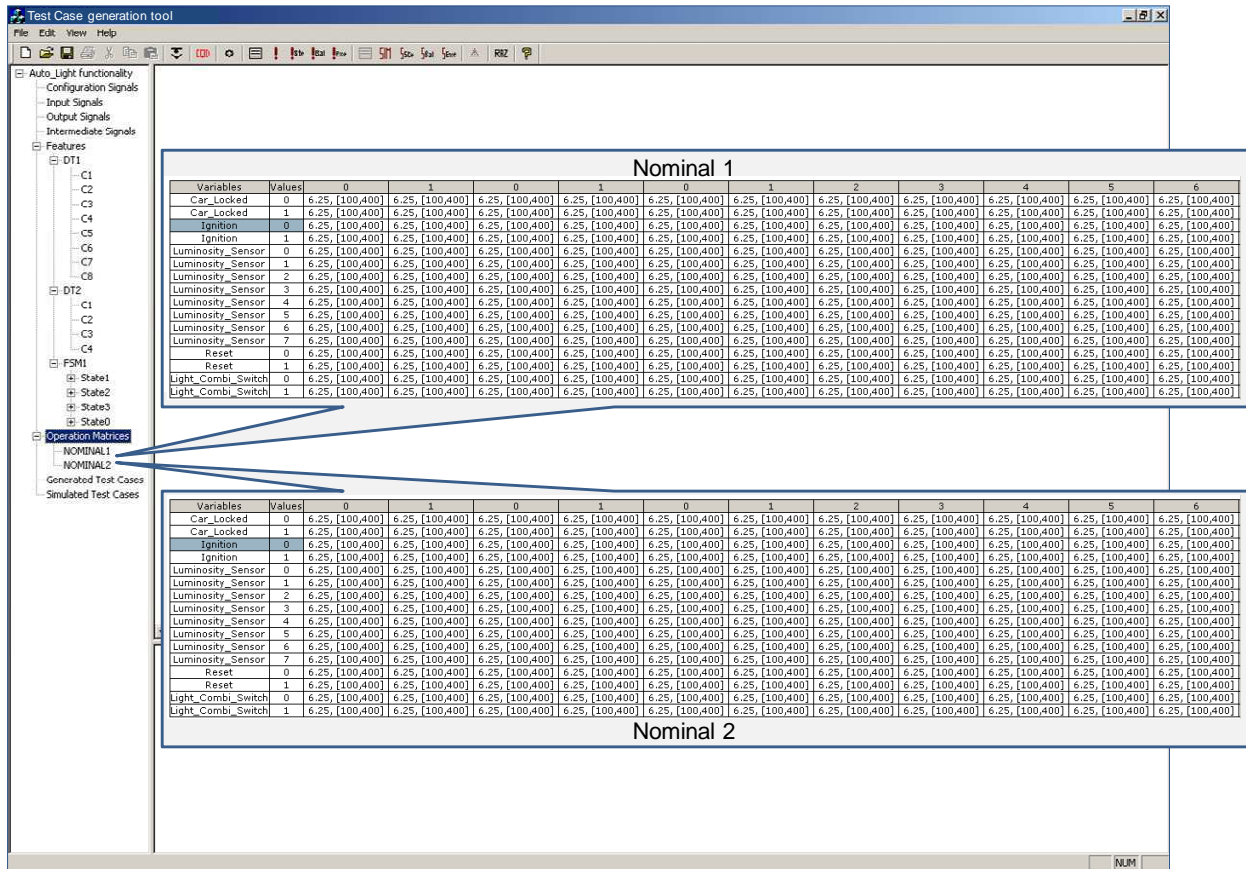 Test Case generation tool
File Edit View Help
Auto_Light functionality
Configuration Signals
Input Signals
Output Signals
Intermediate Signals
Features
DT1
C1
C2
C3
C4
C5
C6
C7
C8
DT2
C1
C2
C3
C4
FSM1
State1
State2
State3
State0
Operation Matrices
NOMINAL1
NOMINAL2
Generated Test Cases
Simulated Test Cases
Nominal 1
Variables Values 0 1 0 1 0 1 2 3 4 5 6
Car_Locked 0 6.25, [100,400] 6.25, [100,400] 6.25, [100,400] 6.25, [100,400] 6.25, [100,400] 6.25, [100,400] 6.25, [100,400] 6.25, [100,400] 6.25, [100,400] 6.25, [100,400] 6.25, [100,400]
Car_Locked 1 6.25, [100,400] 6.25, [100,400] 6.25, [100,400] 6.25, [100,400] 6.25, [100,400] 6.25, [100,400] 6.25, [100,400] 6.25, [100,400] 6.25, [100,400] 6.25, [100,400] 6.25, [100,400]
Ignition 0 6.25, [100,400] 6.25, [100,400] 6.25, [100,400] 6.25, [100,400] 6.25, [100,400] 6.25, [100,400] 6.25, [100,400] 6.25, [100,400] 6.25, [100,400] 6.25, [100,400] 6.25, [100,400]
Ignition 1 6.25, [100,400] 6.25, [100,400] 6.25, [100,400] 6.25, [100,400] 6.25, [100,400] 6.25, [100,400] 6.25, [100,400] 6.25, [100,400] 6.25, [100,400] 6.25, [100,400] 6.25, [100,400]
Luminosity_Sensor 0 6.25, [100,400] 6.25, [100,400] 6.25, [100,400] 6.25, [100,400] 6.25, [100,400] 6.25, [100,400] 6.25, [100,400] 6.25, [100,400] 6.25, [100,400] 6.25, [100,400] 6.25, [100,400]
Luminosity_Sensor 1 6.25, [100,400] 6.25, [100,400] 6.25, [100,400] 6.25, [100,400] 6.25, [100,400] 6.25, [100,400] 6.25, [100,400] 6.25, [100,400] 6.25, [100,400] 6.25, [100,400] 6.25, [100,400]
Luminosity_Sensor 2 6.25, [100,400] 6.25, [100,400] 6.25, [100,400] 6.25, [100,400] 6.25, [100,400] 6.25, [100,400] 6.25, [100,400] 6.25, [100,400] 6.25, [100,400] 6.25, [100,400] 6.25, [100,400]
Luminosity_Sensor 3 6.25, [100,400] 6.25, [100,400] 6.25, [100,400] 6.25, [100,400] 6.25, [100,400] 6.25, [100,400] 6.25, [100,400] 6.25, [100,400] 6.25, [100,400] 6.25, [100,400] 6.25, [100,400]
Luminosity_Sensor 4 6.25, [100,400] 6.25, [100,400] 6.25, [100,400] 6.25, [100,400] 6.25, [100,400] 6.25, [100,400] 6.25, [100,400] 6.25, [100,400] 6.25, [100,400] 6.25, [100,400] 6.25, [100,400]
Luminosity_Sensor 5 6.25, [100,400] 6.25, [100,400] 6.25, [100,400] 6.25, [100,400] 6.25, [100,400] 6.25, [100,400] 6.25, [100,400] 6.25, [100,400] 6.25, [100,400] 6.25, [100,400] 6.25, [100,400]
Luminosity_Sensor 6 6.25, [100,400] 6.25, [100,400] 6.25, [100,400] 6.25, [100,400] 6.25, [100,400] 6.25, [100,400] 6.25, [100,400] 6.25, [100,400] 6.25, [100,400] 6.25, [100,400] 6.25, [100,400]
Luminosity_Sensor 7 6.25, [100,400] 6.25, [100,400] 6.25, [100,400] 6.25, [100,400] 6.25, [100,400] 6.25, [100,400] 6.25, [100,400] 6.25, [100,400] 6.25, [100,400] 6.25, [100,400] 6.25, [100,400]
Reset 0 6.25, [100,400] 6.25, [100,400] 6.25, [100,400] 6.25, [100,400] 6.25, [100,400] 6.25, [100,400] 6.25, [100,400] 6.25, [100,400] 6.25, [100,400] 6.25, [100,400] 6.25, [100,400]
Reset 1 6.25, [100,400] 6.25, [100,400] 6.25, [100,400] 6.25, [100,400] 6.25, [100,400] 6.25, [100,400] 6.25, [100,400] 6.25, [100,400] 6.25, [100,400] 6.25, [100,400] 6.25, [100,400]
Light_Combi_Switch 0 6.25, [100,400] 6.25, [100,400] 6.25, [100,400] 6.25, [100,400] 6.25, [100,400] 6.25, [100,400] 6.25, [100,400] 6.25, [100,400] 6.25, [100,400] 6.25, [100,400] 6.25, [100,400]
Light_Combi_Switch 1 6.25, [100,400] 6.25, [100,400] 6.25, [100,400] 6.25, [100,400] 6.25, [100,400] 6.25, [100,400] 6.25, [100,400] 6.25, [100,400] 6.25, [100,400] 6.25, [100,400] 6.25, [100,400]
Variables Values 0 1 0 1 0 1 2 3 4 5 6
Car_Locked 0 6.25, [100,400] 6.25, [100,400] 6.25, [100,400] 6.25, [100,400] 6.25, [100,400] 6.25, [100,400] 6.25, [100,400] 6.25, [100,400] 6.25, [100,400] 6.25, [100,400] 6.25, [100,400]
Car_Locked 1 6.25, [100,400] 6.25, [100,400] 6.25, [100,400] 6.25, [100,400] 6.25, [100,400] 6.25, [100,400] 6.25, [100,400] 6.25, [100,400] 6.25, [100,400] 6.25, [100,400] 6.25, [100,400]
Ignition 0 6.25, [100,400] 6.25, [100,400] 6.25, [100,400] 6.25, [100,400] 6.25, [100,400] 6.25, [100,400] 6.25, [100,400] 6.25, [100,400] 6.25, [100,400] 6.25, [100,400] 6.25, [100,400]
Ignition 1 6.25, [100,400] 6.25, [100,400] 6.25, [100,400] 6.25, [100,400] 6.25, [100,400] 6.25, [100,400] 6.25, [100,400] 6.25, [100,400] 6.25, [100,400] 6.25, [100,400] 6.25, [100,400]
Luminosity_Sensor 0 6.25, [100,400] 6.25, [100,400] 6.25, [100,400] 6.25, [100,400] 6.25, [100,400] 6.25, [100,400] 6.25, [100,400] 6.25, [100,400] 6.25, [100,400] 6.25, [100,400] 6.25, [100,400]
Luminosity_Sensor 1 6.25, [100,400] 6.25, [100,400] 6.25, [100,400] 6.25, [100,400] 6.25, [100,400] 6.25, [100,400] 6.25, [100,400] 6.25, [100,400] 6.25, [100,400] 6.25, [100,400] 6.25, [100,400]
Luminosity_Sensor 2 6.25, [100,400] 6.25, [100,400] 6.25, [100,400] 6.25, [100,400] 6.25, [100,400] 6.25, [100,400] 6.25, [100,400] 6.25, [100,400] 6.25, [100,400] 6.25, [100,400] 6.25, [100,400]
Luminosity_Sensor 3 6.25, [100,400] 6.25, [100,400] 6.25, [100,400] 6.25, [100,400] 6.25, [100,400] 6.25, [100,400] 6.25, [100,400] 6.25, [100,400] 6.25, [100,400] 6.25, [100,400] 6.25, [100,400]
Luminosity_Sensor 4 6.25, [100,400] 6.25, [100,400] 6.25, [100,400] 6.25, [100,400] 6.25, [100,400] 6.25, [100,400] 6.25, [100,400] 6.25, [100,400] 6.25, [100,400] 6.25, [100,400] 6.25, [100,400]
Luminosity_Sensor 5 6.25, [100,400] 6.25, [100,400] 6.25, [100,400] 6.25, [100,400] 6.25, [100,400] 6.25, [100,400] 6.25, [100,400] 6.25, [100,400] 6.25, [100,400] 6.25, [100,400] 6.25, [100,400]
Luminosity_Sensor 6 6.25, [100,400] 6.25, [100,400] 6.25, [100,400] 6.25, [100,400] 6.25, [100,400] 6.25, [100,400] 6.25, [100,400] 6.25, [100,400] 6.25, [100,400] 6.25, [100,400] 6.25, [100,400]
Luminosity_Sensor 7 6.25, [100,400] 6.25, [100,400] 6.25, [100,400] 6.25, [100,400] 6.25, [100,400] 6.25, [100,400] 6.25, [100,400] 6.25, [100,400] 6.25, [100,400] 6.25, [100,400] 6.25, [100,400]
Reset 0 6.25, [100,400] 6.25, [100,400] 6.25, [100,400] 6.25, [100,400] 6.25, [100,400] 6.25, [100,400] 6.25, [100,400] 6.25, [100,400] 6.25, [100,400] 6.25, [100,400] 6.25, [100,400]
Reset 1 6.25, [100,400] 6.25, [100,400] 6.25, [100,400] 6.25, [100,400] 6.25, [100,400] 6.25, [100,400] 6.25, [100,400] 6.25, [100,400] 6.25, [100,400] 6.25, [100,400] 6.25, [100,400]
Light_Combi_Switch 0 6.25, [100,400] 6.25, [100,400] 6.25, [100,400] 6.25, [100,400] 6.25, [100,400] 6.25, [100,400] 6.25, [100,400] 6.25, [100,400] 6.25, [100,400] 6.25, [100,400] 6.25, [100,400]
Light_Combi_Switch 1 6.25, [100,400] 6.25, [100,400] 6.25, [100,400] 6.25, [100,400] 6.25, [100,400] 6.25, [100,400] 6.25, [100,400] 6.25, [100,400] 6.25, [100,400] 6.25, [100,400] 6.25, [100,400]
Nominal 2
NUM